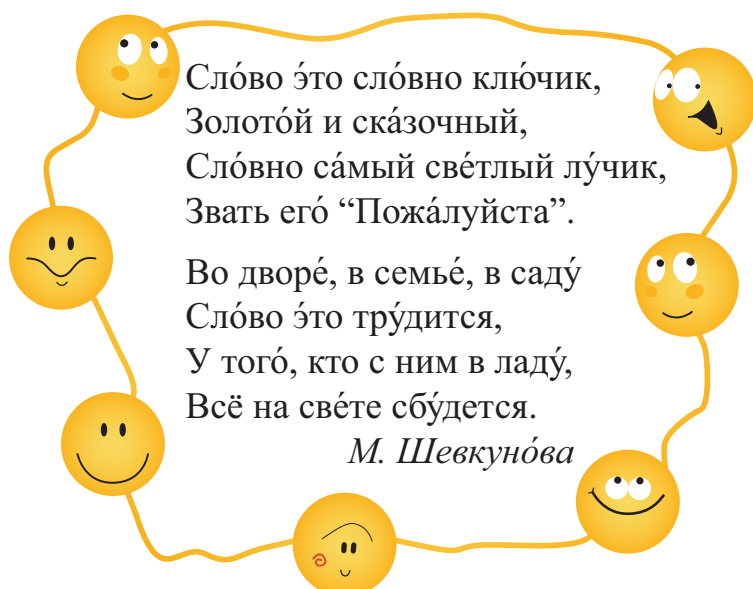 Сло́во э́то сло́вно клю́чик,
Золото́й и ска́зочный,
Сло́вно са́мый све́тлый лу́чик,
Звать его́ “Пожа́луйста”.
Во дворе́, в семье́, в саду́
Сло́во э́то тру́дится,
У того́, кто с ним в ладу́,
Всё на све́те сбу́дется.
М. Шевкуно́ва